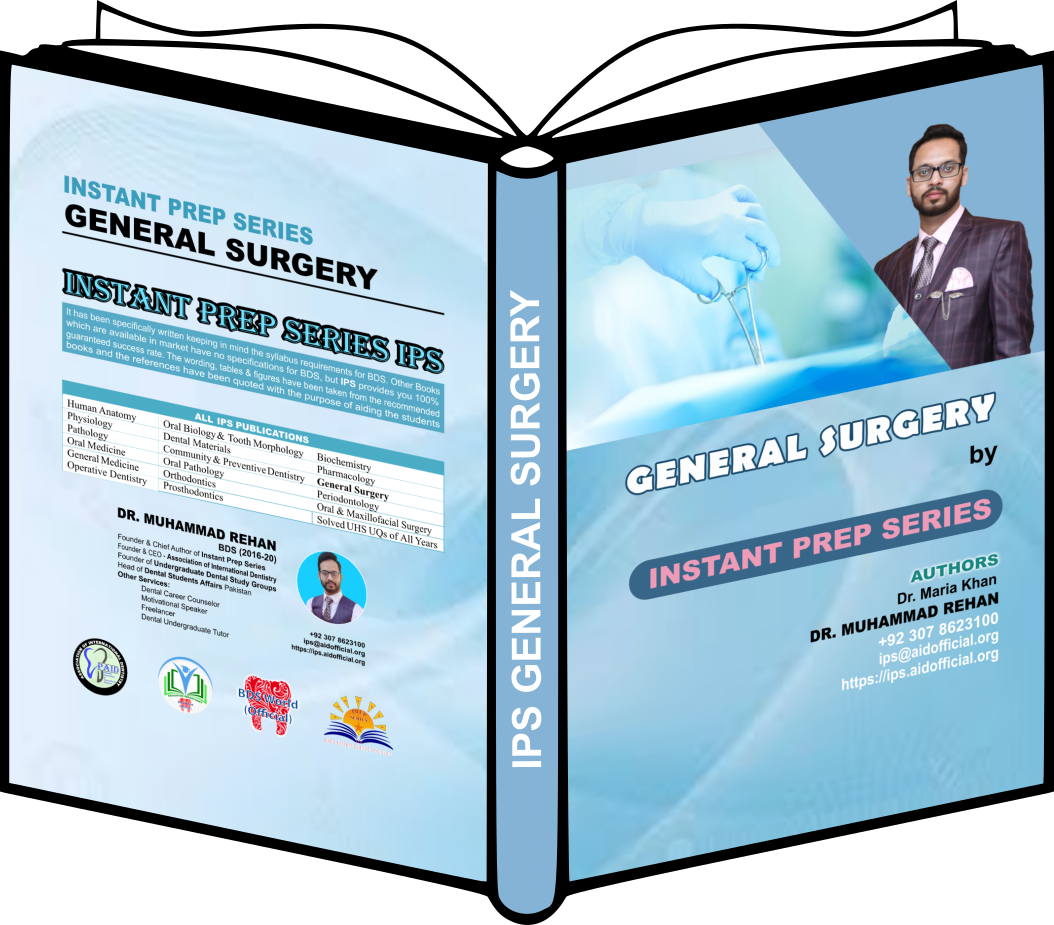 INSTANT PREP SERIES
GENERAL SURGERY
INSTANT PREP SERIES IPS
It has been specifically written keeping in mind the syllabus requirements for BDS. Other Books
which are available in market have no specifications for BDS, but IPS provides you 100%
guaranteed success rate. The wording, tables & figures have been taken from the recommended
books and the references have been quoted with the purpose of aiding the students
ALL IPS PUBLICATIONS
Human Anatomy
Physiology
Pathology
Oral Medicine
General Medicine
Operative Dentistry
Oral Biology & Tooth Morphology
Dental Materials
Community & Preventive Dentistry
Oral Pathology
Orthodontics
Prosthodontics
Biochemistry
Pharmacology
General Surgery
Periodontology
Oral & Maxillofacial Surgery
Solved UHS UQs of All Years
DR. MUHAMMAD REHAN
BDS (2016-20)
Founder & Chief Author of Instant Prep Series
Founder & CEO - Association of International Dentistry
Founder of Undergraduate Dental Study Groups
Head of Dental Students Affairs Pakistan
Other Services:
Dental Career Counselor
Motivational Speaker
Freelancer
Dental Undergraduate Tutor
+92 307 8623100
ips@aidofficial.org
https://ips.aidofficial.org
BDS World
(Official)
IPS GENERAL SURGERY
GENERAL SURGERY
by
INSTANT PREP SERIES
AUTHORS
Dr. Maria Khan
DR. MUHAMMAD REHAN
+92 307 8623100
ips@aidofficial.org
https://ips.aidofficial.org